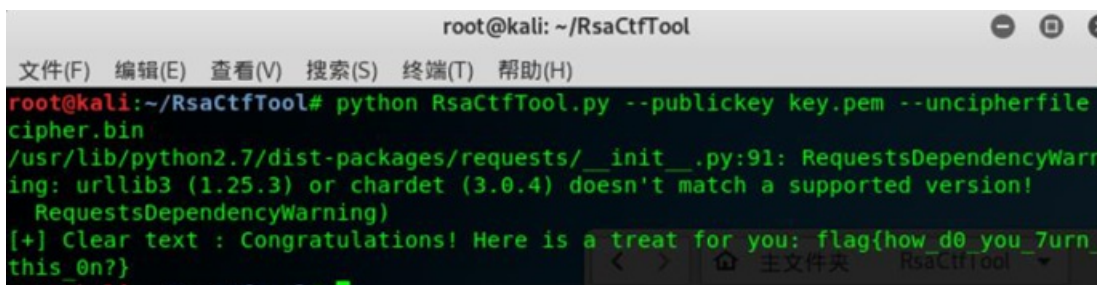 root@kali: ~/RsaCtfTool
文件(F) 编辑(E) 查看(V) 搜索(S) 终端(T) 帮助(H)
root@kali:~/RsaCtfTool# python RsaCtfTool.py --publickey key.pem --uncipherfile
cipher.bin
/usr/lib/python2.7/dist-packages/requests/__init__.py:91: RequestsDependencyWarn
ing: urllib3 (1.25.3) or chardet (3.0.4) doesn't match a supported version!
RequestsDependencyWarning)
[+] Clear text : Congratulations! Here is a treat for you: flag{how_d0_you_7urn_
this_0n?}
主文件夹 RsaCtfTool